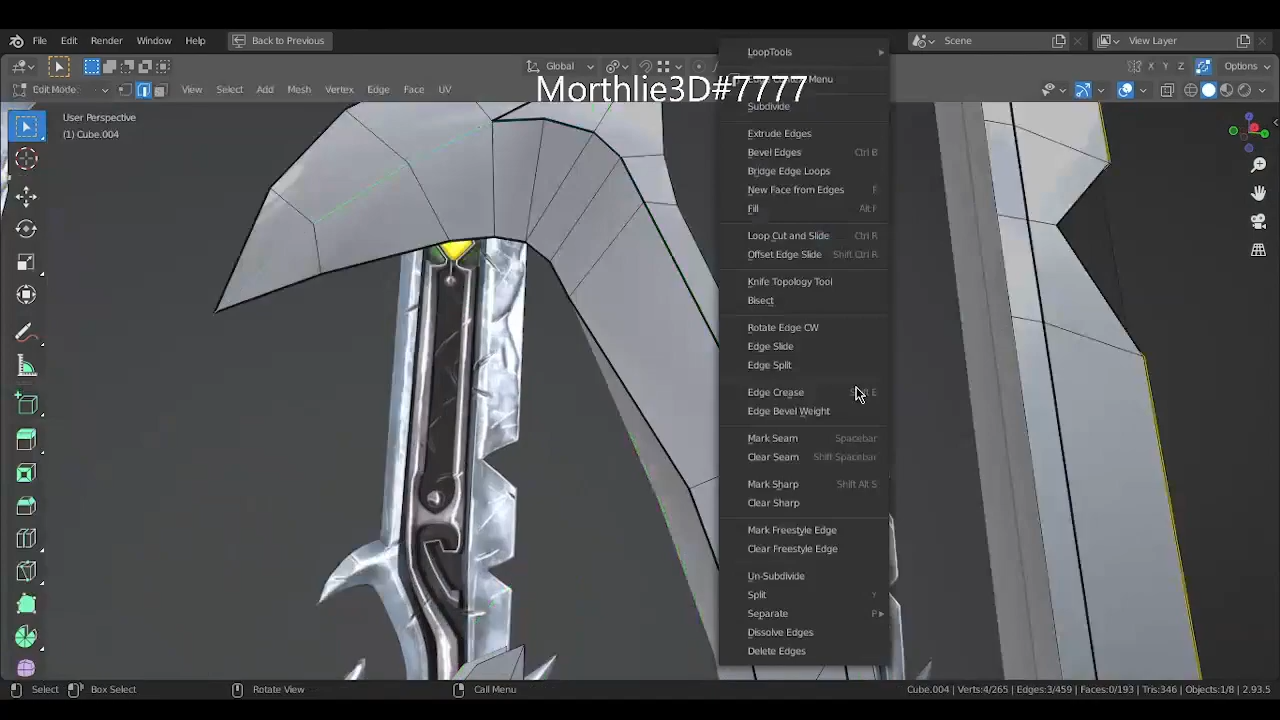 File Edit Render Window Help Back to Previous Scene View Layer
Global X Y Z Options
Morthlie3D#7777
Edit Mode View Select Add Mesh Vertex Edge Face UV
User Perspective
(1) Cube.004
LoopTools
Menu
Subdivide
Extrude Edges
Bevel Edges Ctrl B
Bridge Edge Loops
New Face from Edges F
Fill Alt F
Loop Cut and Slide Ctrl R
Offset Edge Slide Shift Ctrl R
Knife Topology Tool
Bisect
Rotate Edge CW
Edge Slide
Edge Split
Edge Crease E
Edge Bevel Weight
Mark Seam Spacebar
Clear Seam Shift Spacebar
Mark Sharp Shift Alt S
Clear Sharp
Mark Freestyle Edge
Clear Freestyle Edge
Un-Subdivide
Split Y
Separate P
Dissolve Edges
Delete Edges
Select Box Select Rotate View Call Menu Cube.004 | Verts:4/265 | Edges:3/459 | Faces:0/193 | Tris:346 | Objects:1/8 | 2.93.5